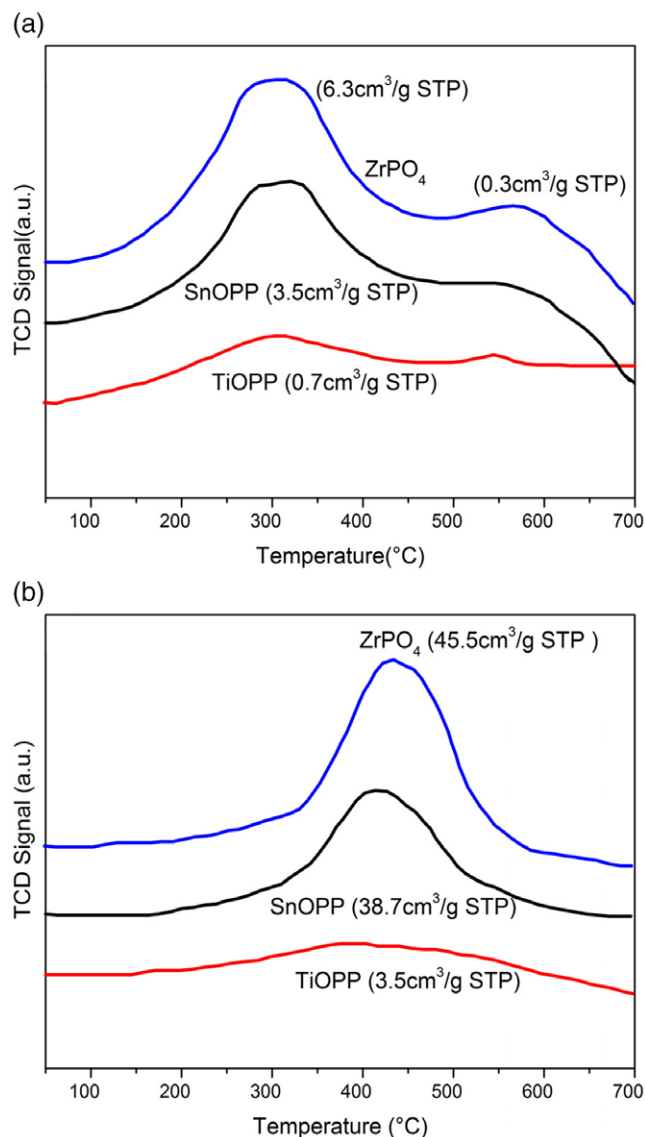 (a)
(6.3cm³/g STP)
ZrPO₄
(0.3cm³/g STP)
SnOPP (3.5cm³/g STP)
TiOPP (0.7cm³/g STP)
TCD Signal(a.u.)
100 200 300 400 500 600 700
Temperature(°C)
(b)
ZrPO₄ (45.5cm³/g STP )
SnOPP (38.7cm³/g STP)
TiOPP (3.5cm³/g STP)
TCD Signal (a.u.)
100 200 300 400 500 600 700
Temperature (°C)